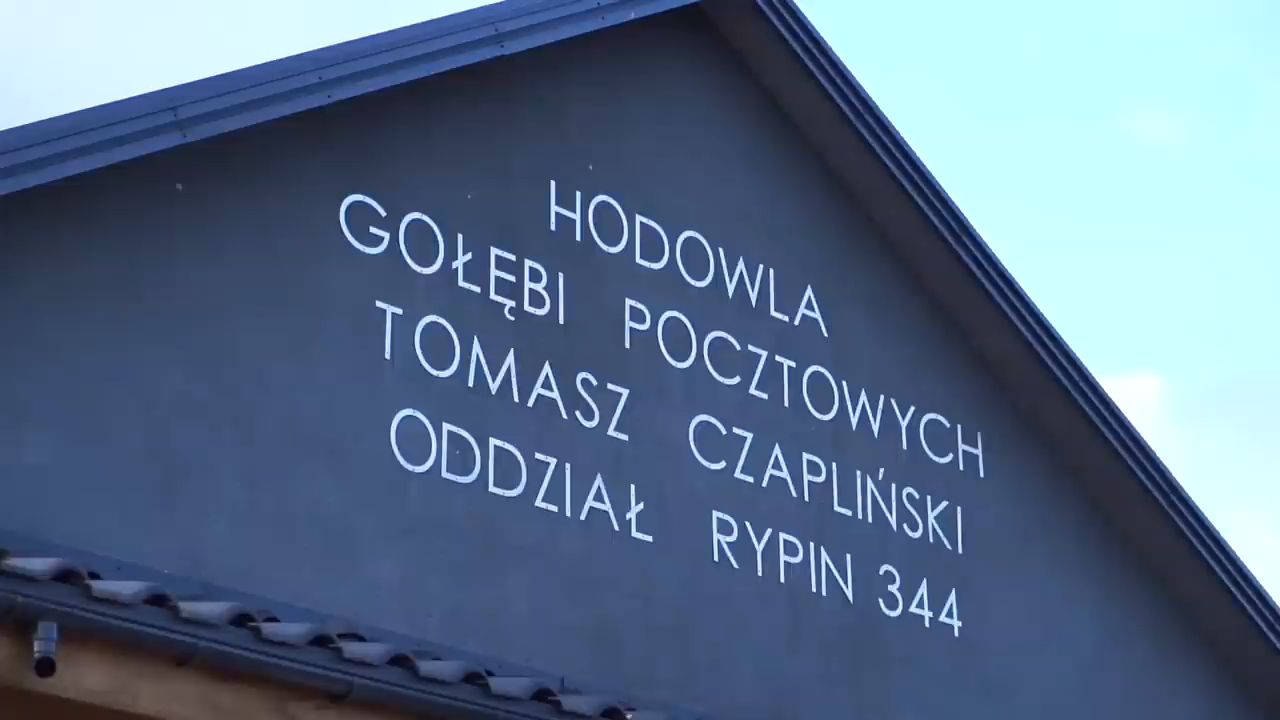 HODOWLA
GOŁĘBI POCZTOWYCH
TOMASZ CZAPLIŃSKI
ODDZIAŁ RYPIN 344